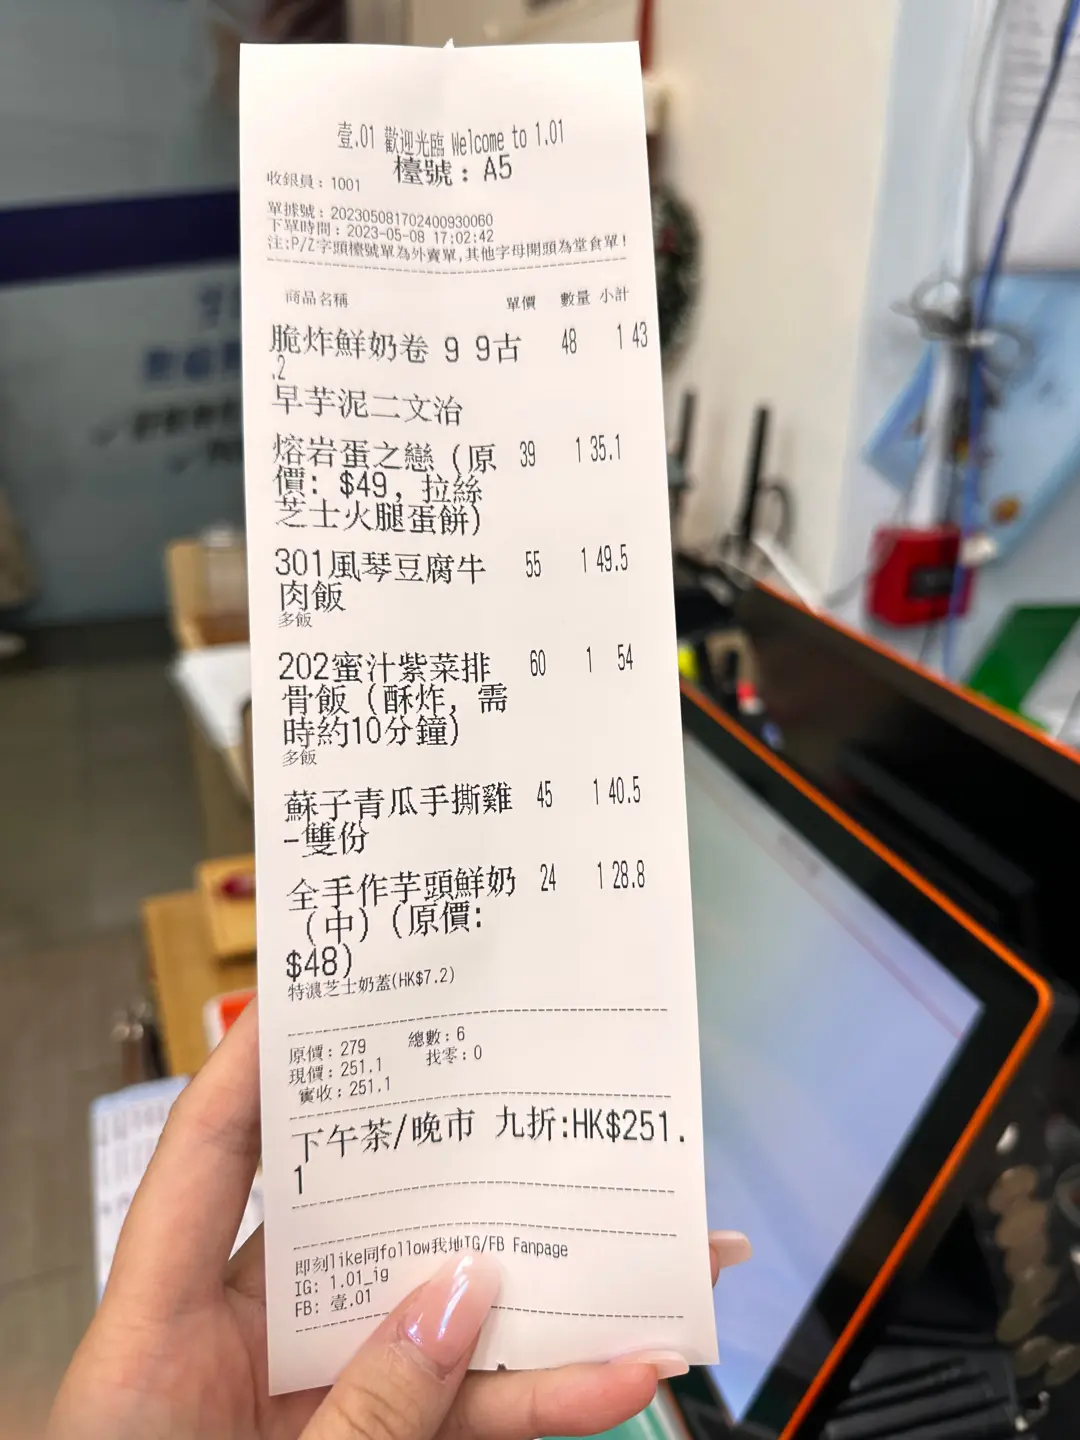 壹.01 歡迎光臨 Welcome to 1.01
檯號：A5
收銀員：1001
單據號：202305081702400930060
下單時間：2023-05-08 17:02:42
注:P/Z字頭檯號單為外賣單,其他字母開頭為堂食單!
商品名稱 單價 數量 小計
脆炸鮮奶卷 9 9古 48 1 43
.2
早芋泥二文治
熔岩蛋之戀 (原 39 1 35.1
價: $49, 拉絲
芝士火腿蛋餅)
301風琴豆腐牛 55 1 49.5
肉飯
多飯
202蜜汁紫菜排 60 1 54
骨飯 (酥炸, 需
時約10分鐘)
多飯
蘇子青瓜手撕雞 45 1 40.5
-雙份
全手作芋頭鮮奶 24 1 28.8
(中) (原價:
$48)
特濃芝士奶蓋(HK$7.2)
原價：279 總數：6
現價：251.1 找零：0
實收：251.1
下午茶/晚市 九折:HK$251.
1
即刻like同follow我地IG/FB Fanpage
IG: 1.01_ig
FB: 壹.01